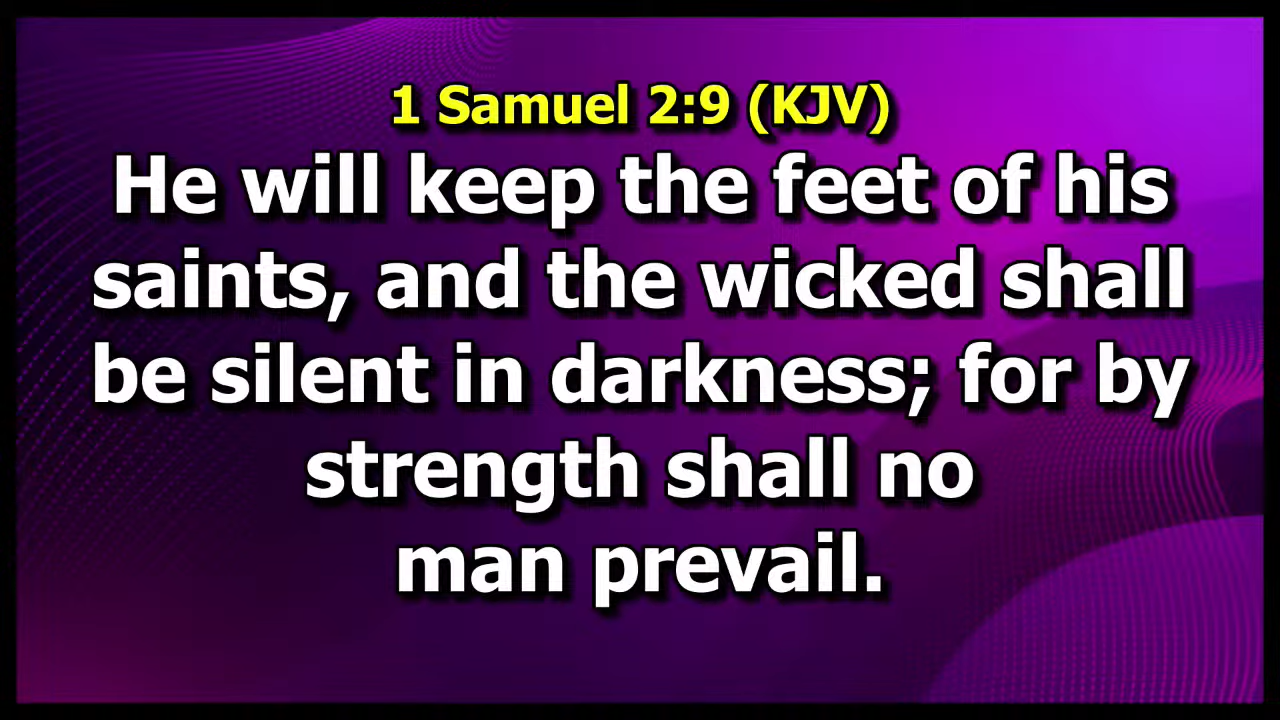 1 Samuel 2:9 (KJV)
He will keep the feet of his
saints, and the wicked shall
be silent in darkness; for by
strength shall no
man prevail.